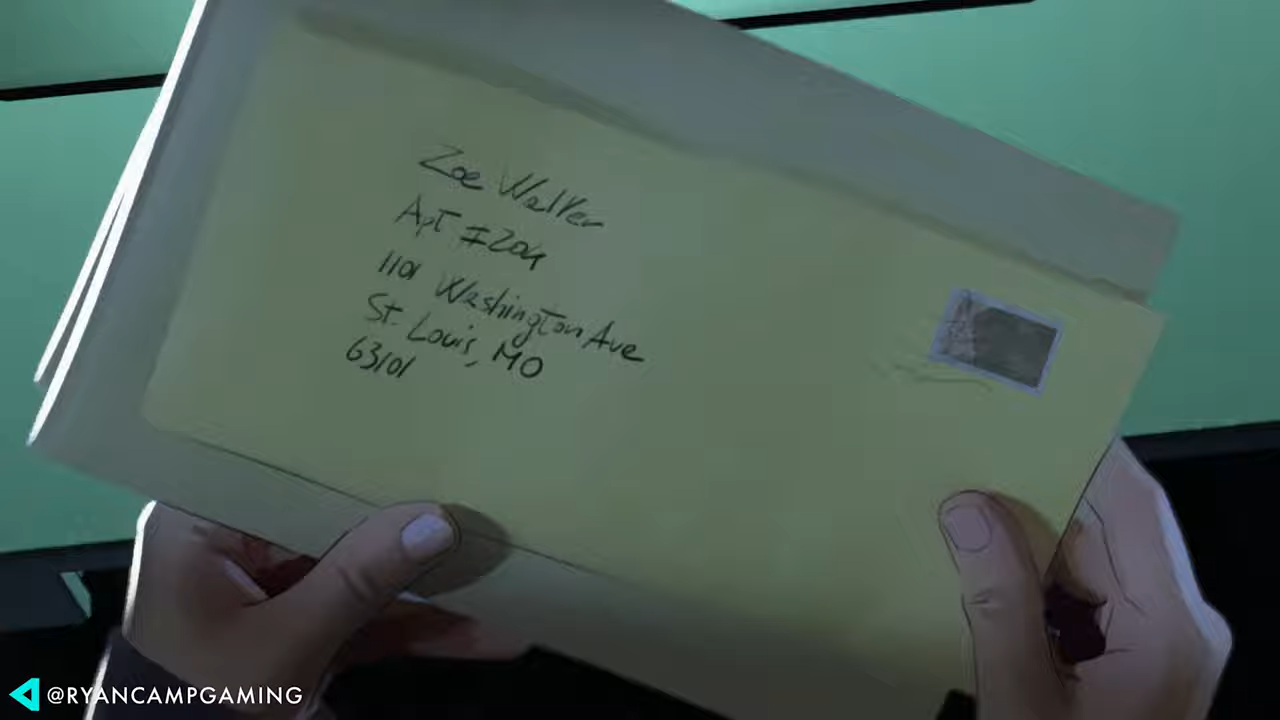 Zoe Walker
Apt #204
1101 Washington Ave
St. Louis, MO
63101
@RYANCAMPGAMING